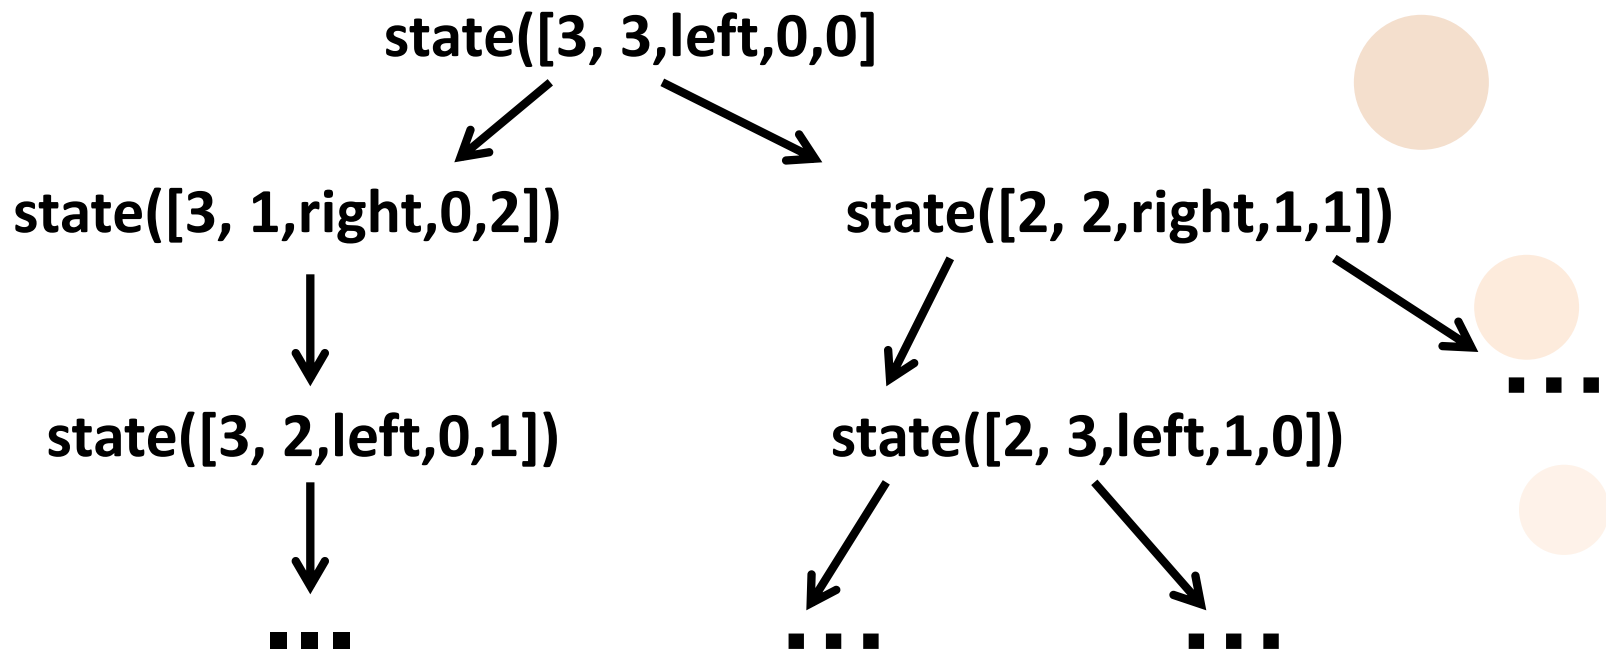 state([3, 3,left,0,0]
state([3, 1,right,0,2])
state([2, 2,right,1,1])
...
state([3, 2,left,0,1])
state([2, 3,left,1,0])
...
...
...